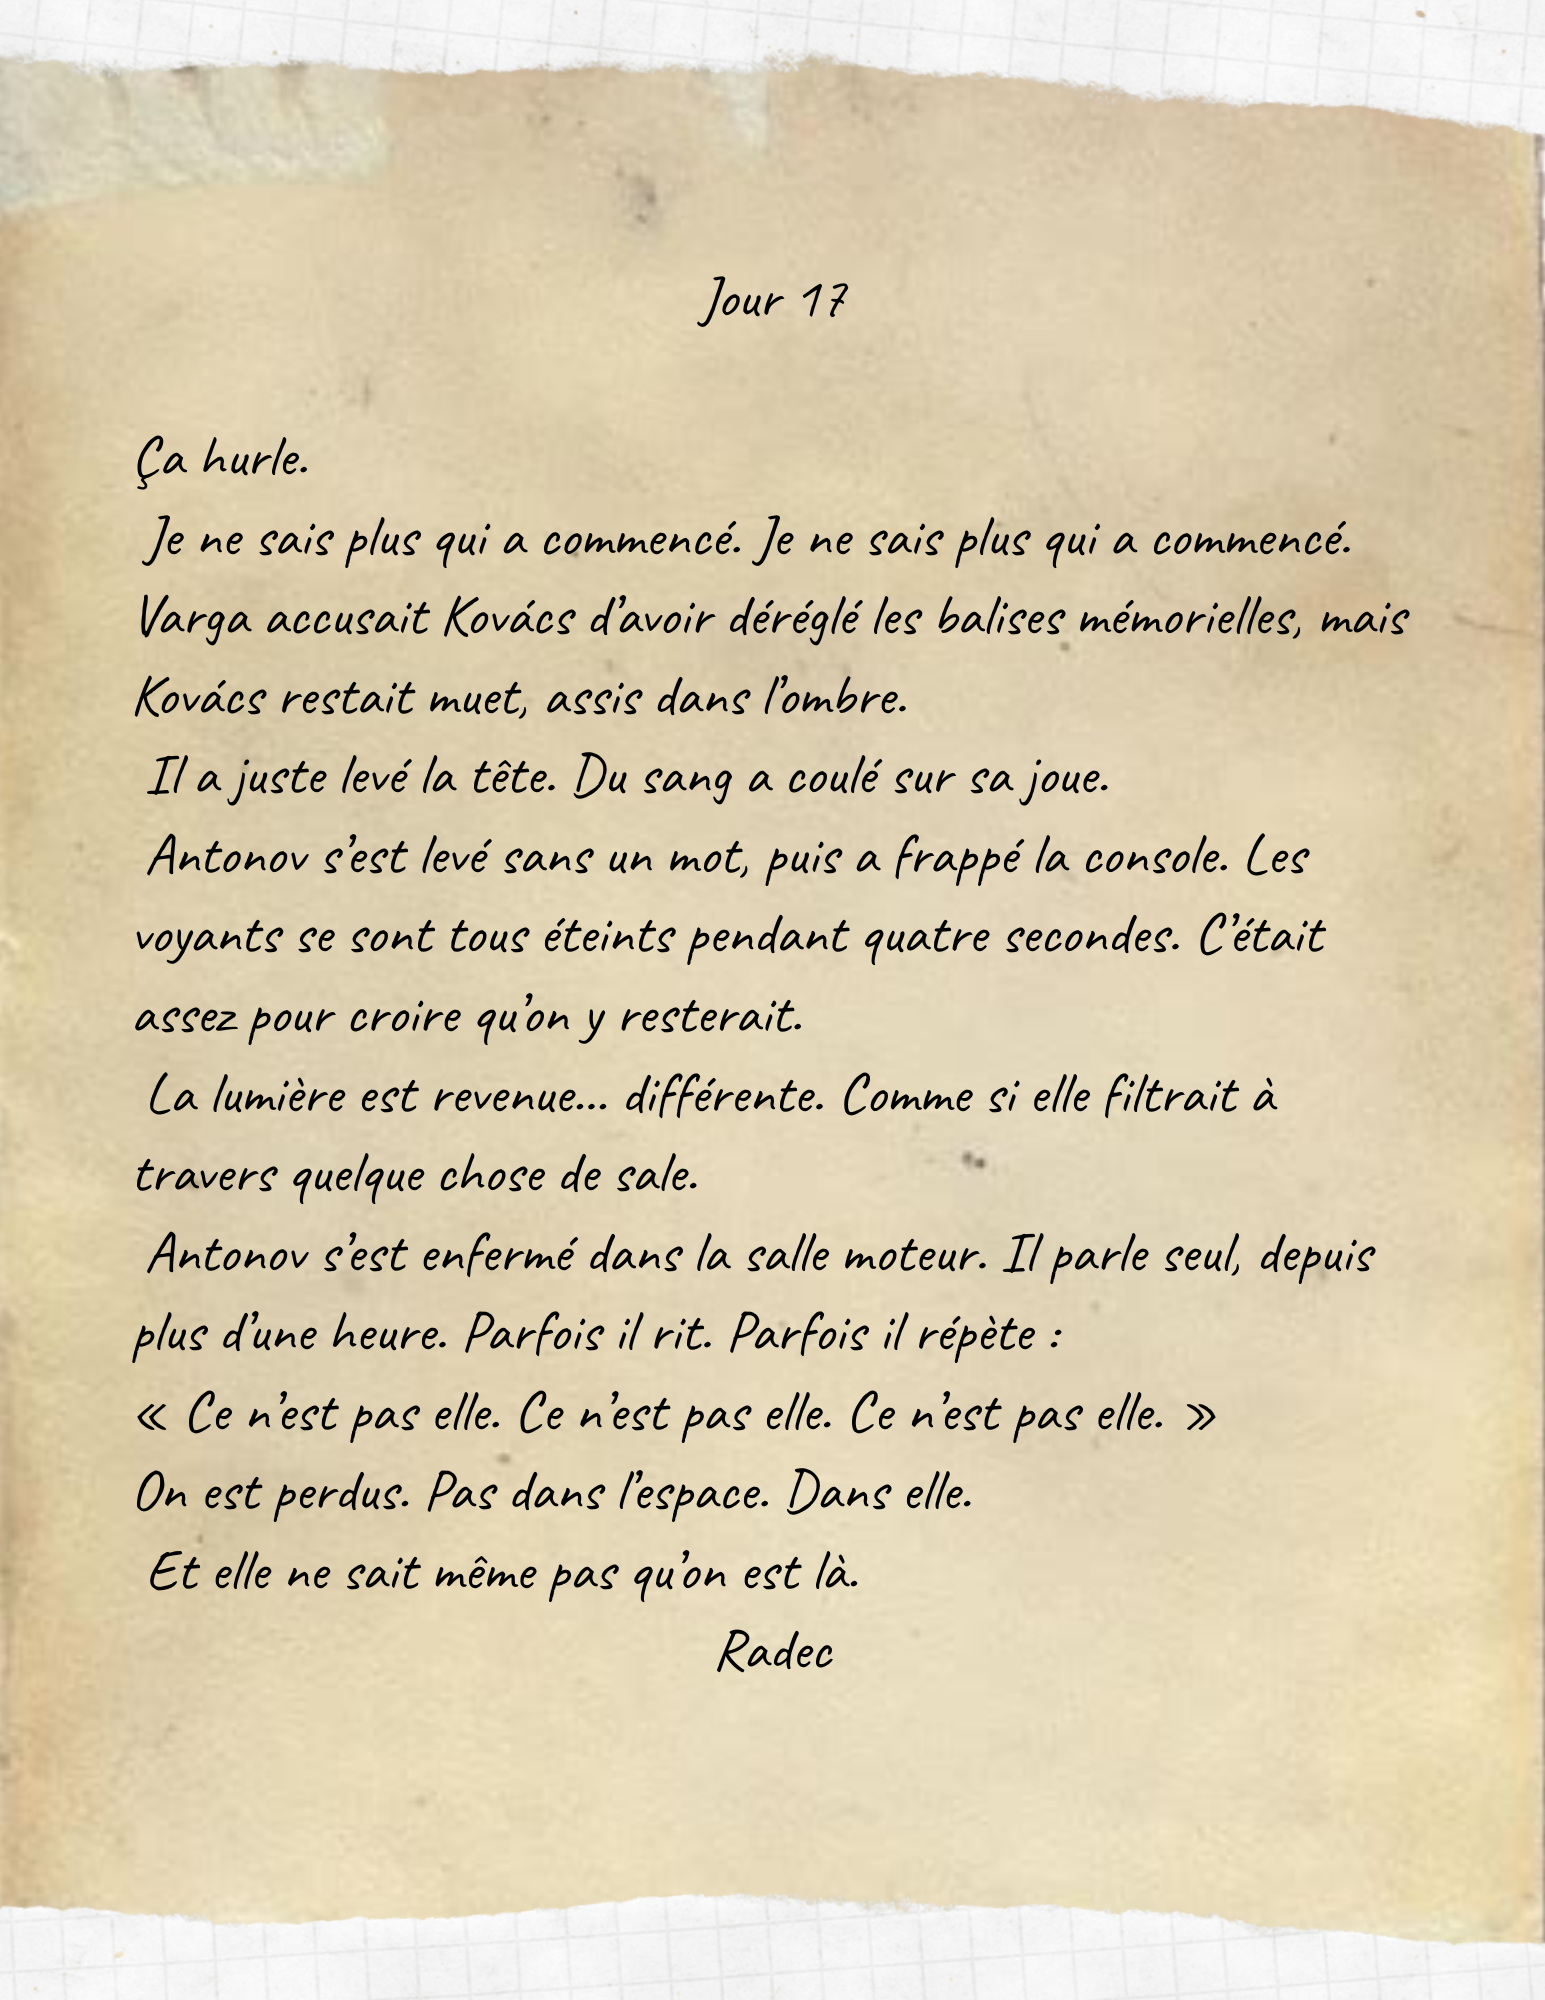 Jour 17
Ça hurle.
Je ne sais plus qui a commencé. Je ne sais plus qui a commencé.
Varga accusait Kovács d’avoir déréglé les balises mémorielles, mais
Kovács restait muet, assis dans l’ombre.
Il a juste levé la tête. Du sang a coulé sur sa joue.
Antonov s’est levé sans un mot, puis a frappé la console. Les
voyants se sont tous éteints pendant quatre secondes. C’était
assez pour croire qu’on y resterait.
La lumière est revenue... différente. Comme si elle filtrait à
travers quelque chose de sale.
Antonov s’est enfermé dans la salle moteur. Il parle seul, depuis
plus d’une heure. Parfois il rit. Parfois il répète :
« Ce n’est pas elle. Ce n’est pas elle. Ce n’est pas elle. »
On est perdus. Pas dans l’espace. Dans elle.
Et elle ne sait même pas qu’on est là.
Radec